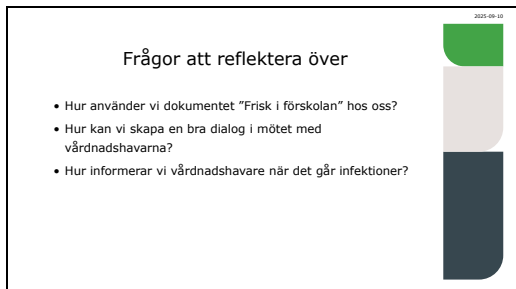 2025-09-10
Frågor att reflektera över
• Hur använder vi dokumentet ”Frisk i förskolan” hos oss?
• Hur kan vi skapa en bra dialog i mötet med
vårdnadshavarna?
• Hur informerar vi vårdnadshavare när det går infektioner?